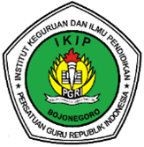 INSTITUT KEGURUAN DAN ILMU PENDIDIKAN
IKIP
PGRI
BOJONEGORO
PERSATUAN GURU REPUBLIK INDONESIA